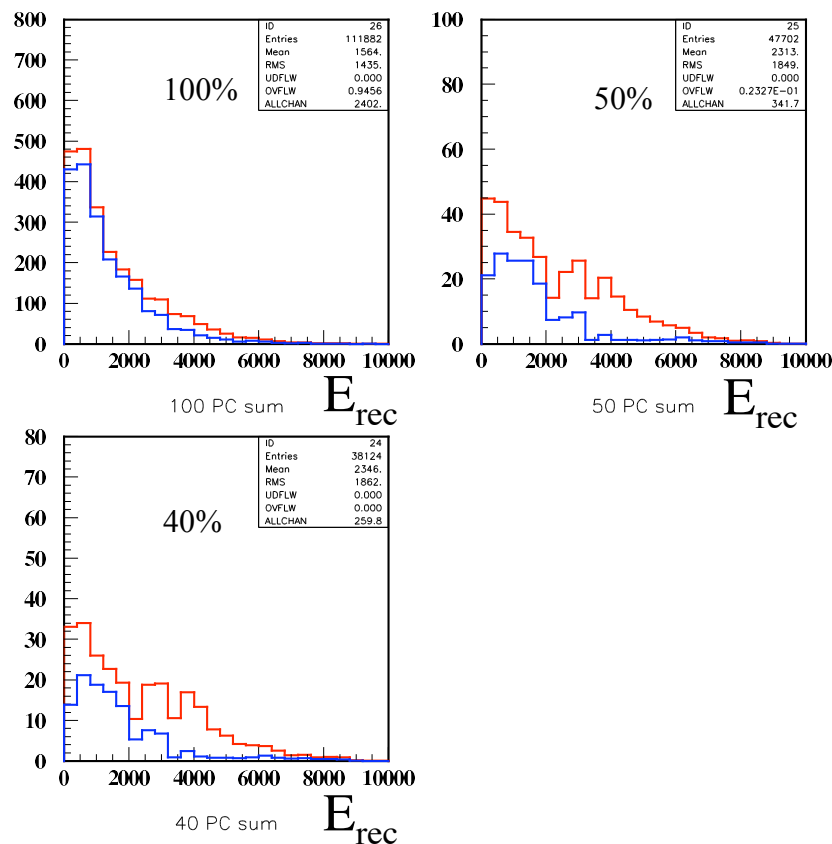 ID 26
Entries 111882
Mean 1564.
RMS 1435.
UDFLW 0.000
OVFLW 0.9456
ALLCHAN 2402.
100%
800
700
600
500
400
300
200
100
0
0 2000 4000 6000 8000 10000
100 PC sum
E rec
ID 25
Entries 47702
Mean 2313.
RMS 1849.
UDFLW 0.000
OVFLW 0.2327E-01
ALLCHAN 341.7
50%
100
80
60
40
20
0
0 2000 4000 6000 8000 10000
50 PC sum
E rec
ID 24
Entries 38124
Mean 2346.
RMS 1862.
UDFLW 0.000
OVFLW 0.000
ALLCHAN 259.8
40%
80
70
60
50
40
30
20
10
0
0 2000 4000 6000 8000 10000
40 PC sum
E rec